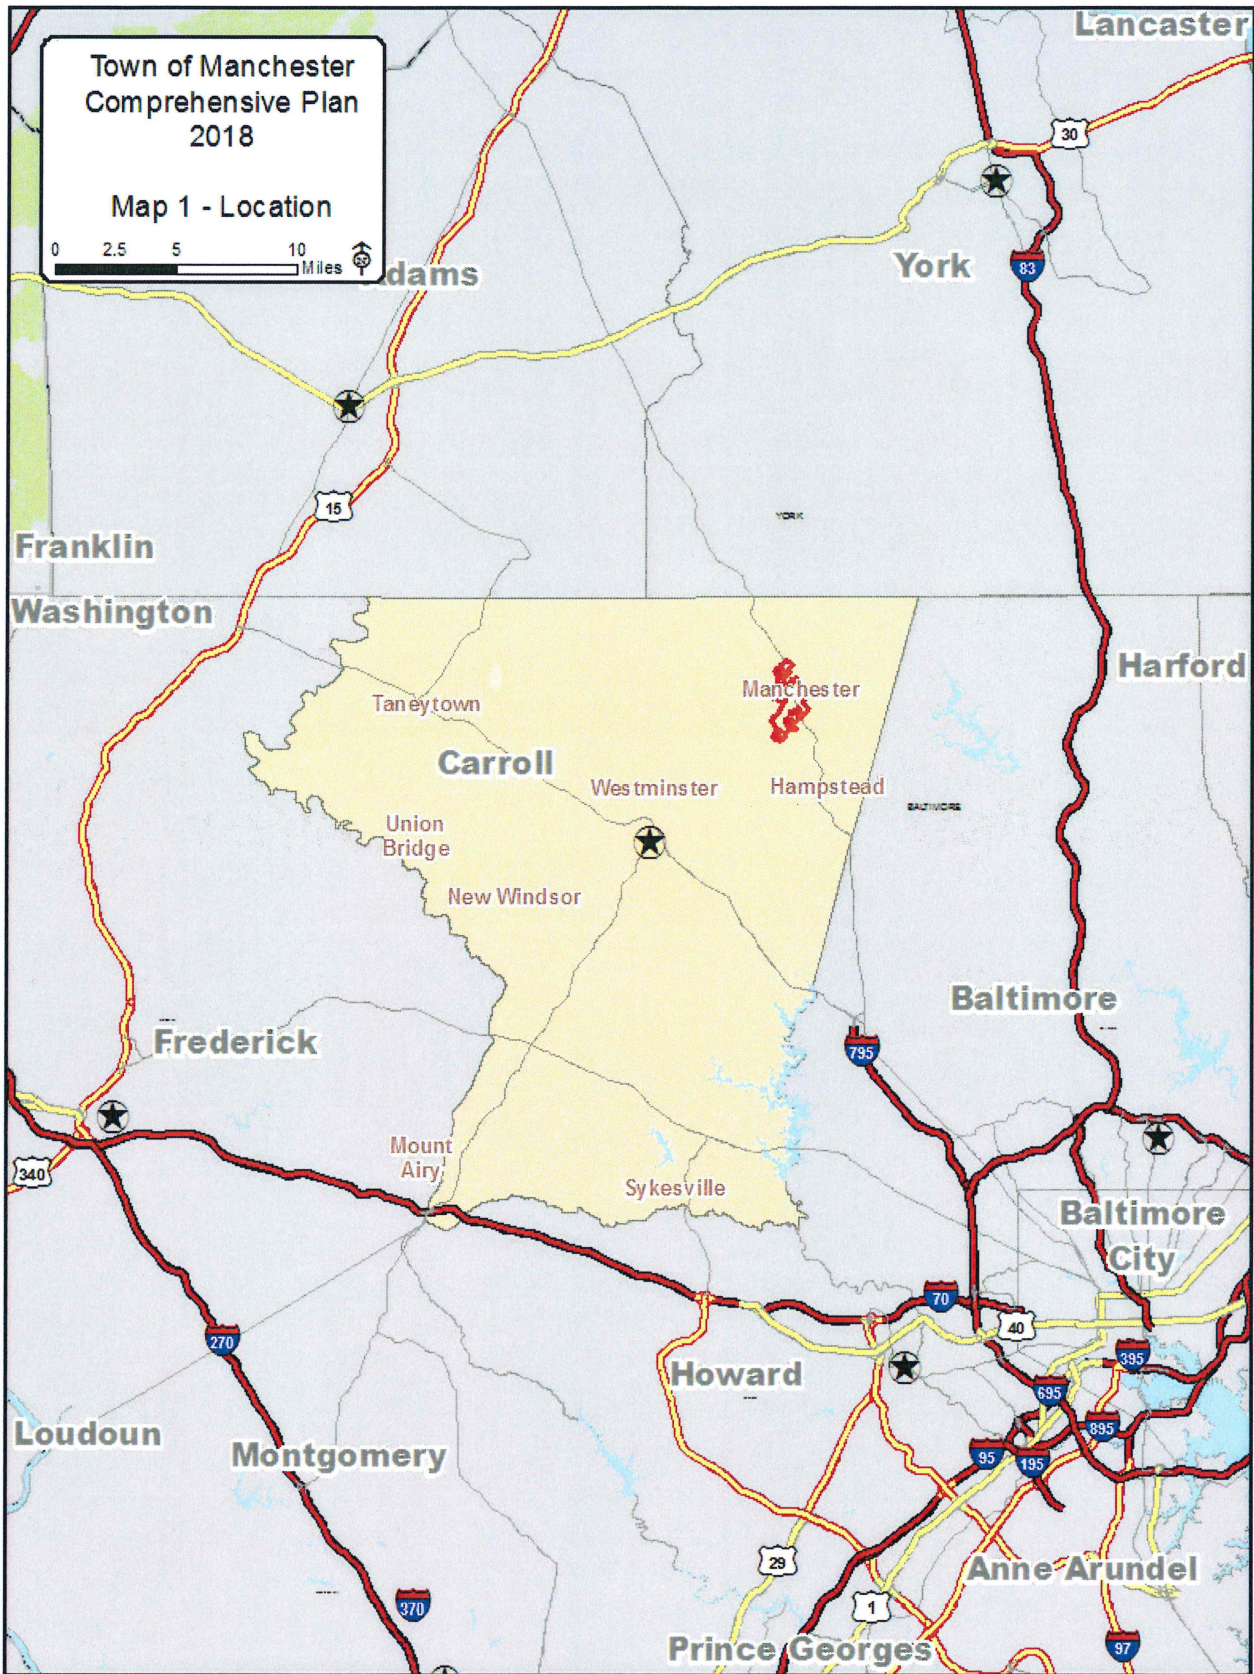 Lancaster
Town of Manchester
Comprehensive Plan
2018
Map 1 - Location
0 2.5 5 10
Miles
30
Adams
York
83
15
YORK
Franklin
Washington
Harford
Manchester
Taneytown
Carroll
Westminster
Hampstead
BALTIMORE
Union
Bridge
New Windsor
Baltimore
Frederick
795
Mount
Airy
340
Sykesville
Baltimore
City
70
40
270
395
Howard
695
895
Loudoun
Montgomery
95
195
29
Anne Arundel
370
1
Prince Georges
97